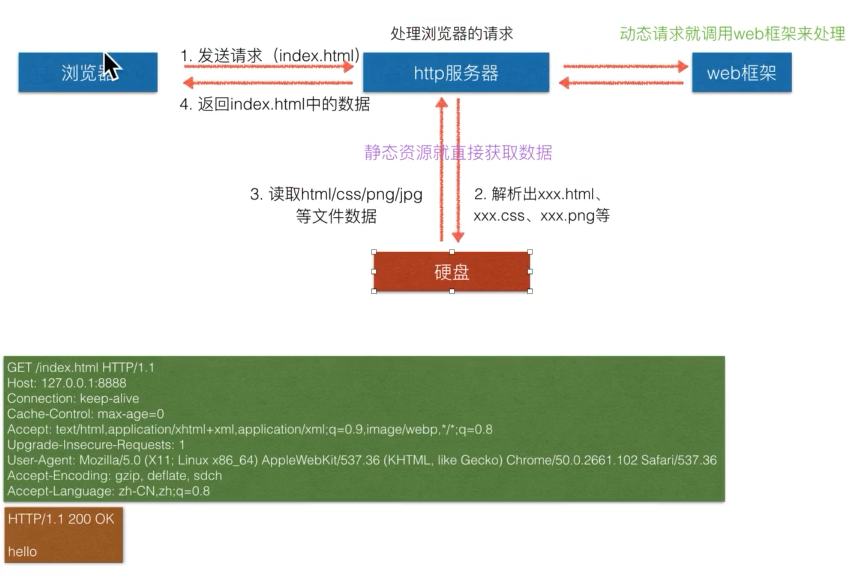 处理浏览器的请求
动态请求就调用web框架来处理
1. 发送请求（index.html）
浏览器
http服务器
web框架
4. 返回index.html中的数据
静态资源就直接获取数据
3. 读取html/css/png/jpg
等文件数据
2. 解析出xxx.html、
xxx.css、xxx.png等
硬盘
GET /index.html HTTP/1.1
Host: 127.0.0.1:8888
Connection: keep-alive
Cache-Control: max-age=0
Accept: text/html,application/xhtml+xml,application/xml;q=0.9,image/webp,*/*;q=0.8
Upgrade-Insecure-Requests: 1
User-Agent: Mozilla/5.0 (X11; Linux x86_64) AppleWebKit/537.36 (KHTML, like Gecko) Chrome/50.0.2661.102 Safari/537.36
Accept-Encoding: gzip, deflate, sdch
Accept-Language: zh-CN,zh;q=0.8
HTTP/1.1 200 OK
hello